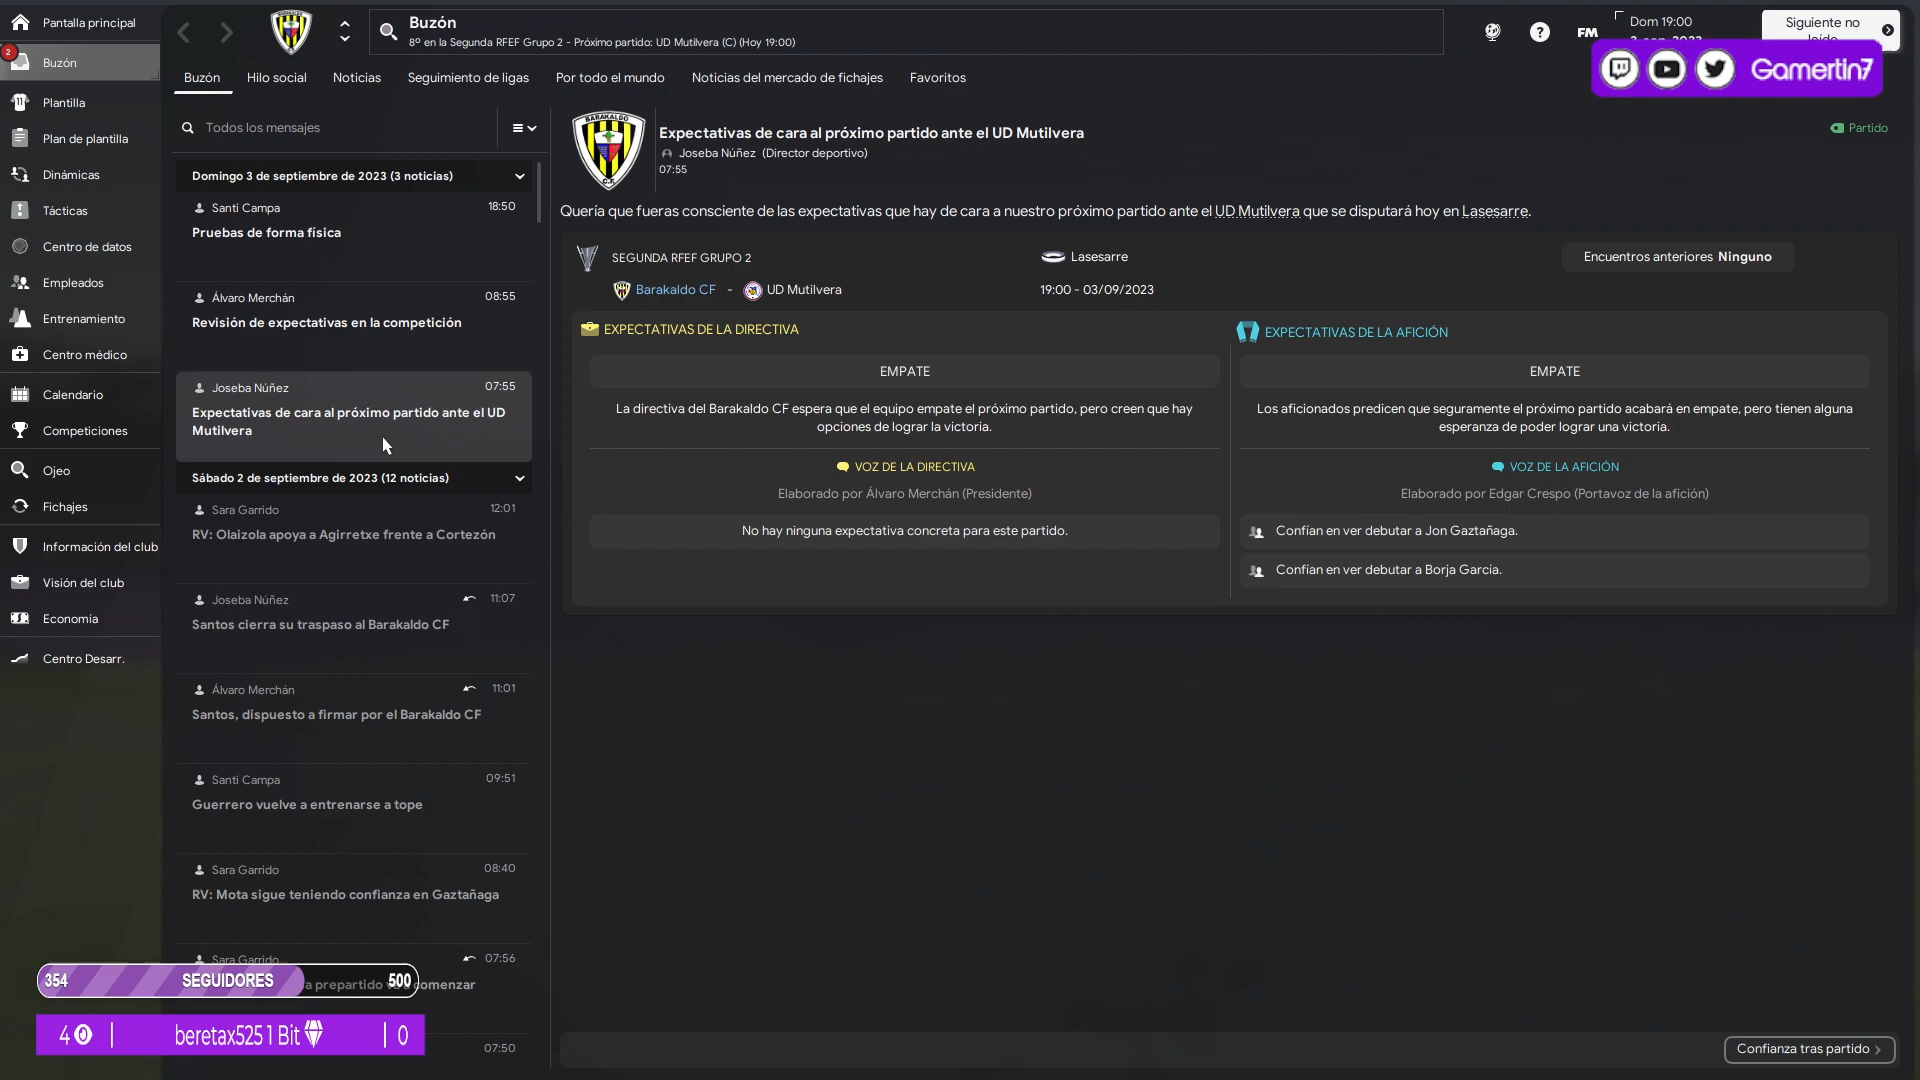 Pantalla principal
2
Buzón
Plantilla
Plan de plantilla
Dinámicas
Tácticas
Centro de datos
Empleados
Entrenamiento
Centro médico
Calendario
Competiciones
Ojeo
Fichajes
Información del club
Visión del club
Economía
Centro Desarr.
Buzón
8º en la Segunda RFEF Grupo 2 - Próximo partido: UD Mutilvera (C) (Hoy 19:00)
FM
Dom 19:00
3 sep. 2023
Siguiente no
leído
Gamertin7
Buzón
Hilo social
Noticias
Seguimiento de ligas
Por todo el mundo
Noticias del mercado de fichajes
Favoritos
Todos los mensajes
Domingo 3 de septiembre de 2023 (3 noticias)
Santi Campa 18:50
Pruebas de forma física
Álvaro Merchán 08:55
Revisión de expectativas en la competición
Joseba Núñez 07:55
Expectativas de cara al próximo partido ante el UD
Mutilvera
Sábado 2 de septiembre de 2023 (12 noticias)
Sara Garrido 12:01
RV: Olaizola apoya a Agirretxe frente a Cortezón
Joseba Núñez 11:07
Santos cierra su traspaso al Barakaldo CF
Álvaro Merchán 11:01
Santos, dispuesto a firmar por el Barakaldo CF
Santi Campa 09:51
Guerrero vuelve a entrenarse a tope
Sara Garrido 08:40
RV: Mota sigue teniendo confianza en Gaztañaga
Sara Garrido 07:56
a prepartido va a comenzar
07:50
354 SEGUIDORES 500
4 beretax525 1 Bit 0
BARAKALDO
C.F.
Expectativas de cara al próximo partido ante el UD Mutilvera
Joseba Núñez (Director deportivo)
07:55
Partido
Quería que fueras consciente de las expectativas que hay de cara a nuestro próximo partido ante el UD Mutilvera que se disputará hoy en Lasesarre.
SEGUNDA RFEF GRUPO 2
Lasesarre
Encuentros anteriores Ninguno
Barakaldo CF - UD Mutilvera
19:00 - 03/09/2023
EXPECTATIVAS DE LA DIRECTIVA
EMPATE
La directiva del Barakaldo CF espera que el equipo empate el próximo partido, pero creen que hay
opciones de lograr la victoria.
VOZ DE LA DIRECTIVA
Elaborado por Álvaro Merchán (Presidente)
No hay ninguna expectativa concreta para este partido.
EXPECTATIVAS DE LA AFICIÓN
EMPATE
Los aficionados predicen que seguramente el próximo partido acabará en empate, pero tienen alguna
esperanza de poder lograr una victoria.
VOZ DE LA AFICIÓN
Elaborado por Edgar Crespo (Portavoz de la afición)
Confían en ver debutar a Jon Gaztañaga.
Confían en ver debutar a Borja García.
Confianza tras partido